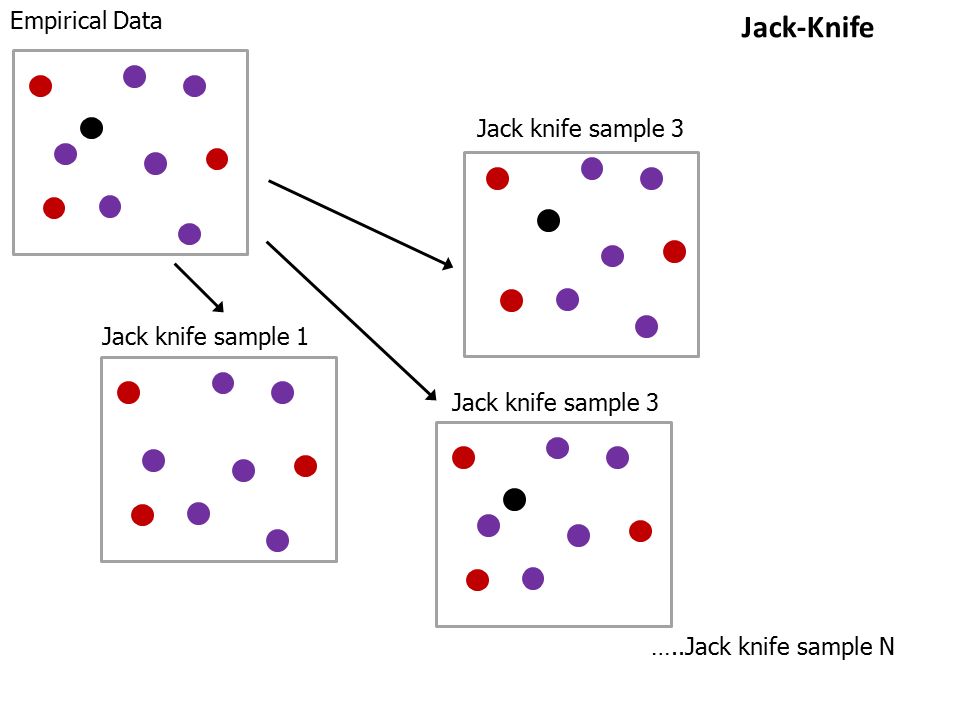 Empirical Data
Jack-Knife
Jack knife sample 3
Jack knife sample 1
Jack knife sample 3
…..Jack knife sample N